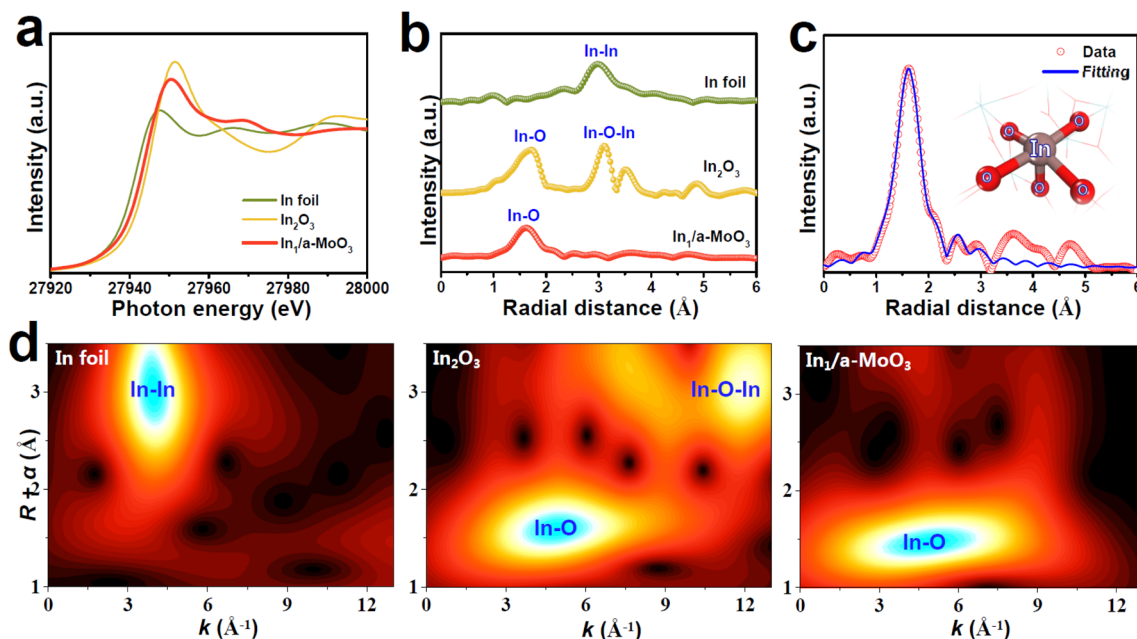 a
Intensity (a.u.)
In foil
In₂O₃
In₁/a-MoO₃
27920 27940 27960 27980 28000
Photon energy (eV)
b
Intensity (a.u.)
In-In
In foil
In-O
In-O-In
In₂O₃
In-O
In₁/a-MoO₃
0 1 2 3 4 5 6
Radial distance (Å)
c
Intensity (a.u.)
Data
Fitting
O
O
In
O
O
O
0 1 2 3 4 5 6
Radial distance (Å)
d
R + α (Å)
In foil
In-In
3
2
1
0 3 6 9 12
k (Å⁻¹)
In₂O₃
In-O-In
In-O
3
2
1
0 3 6 9 12
k (Å⁻¹)
In₁/a-MoO₃
In-O
3
2
1
0 3 6 9 12
k (Å⁻¹)